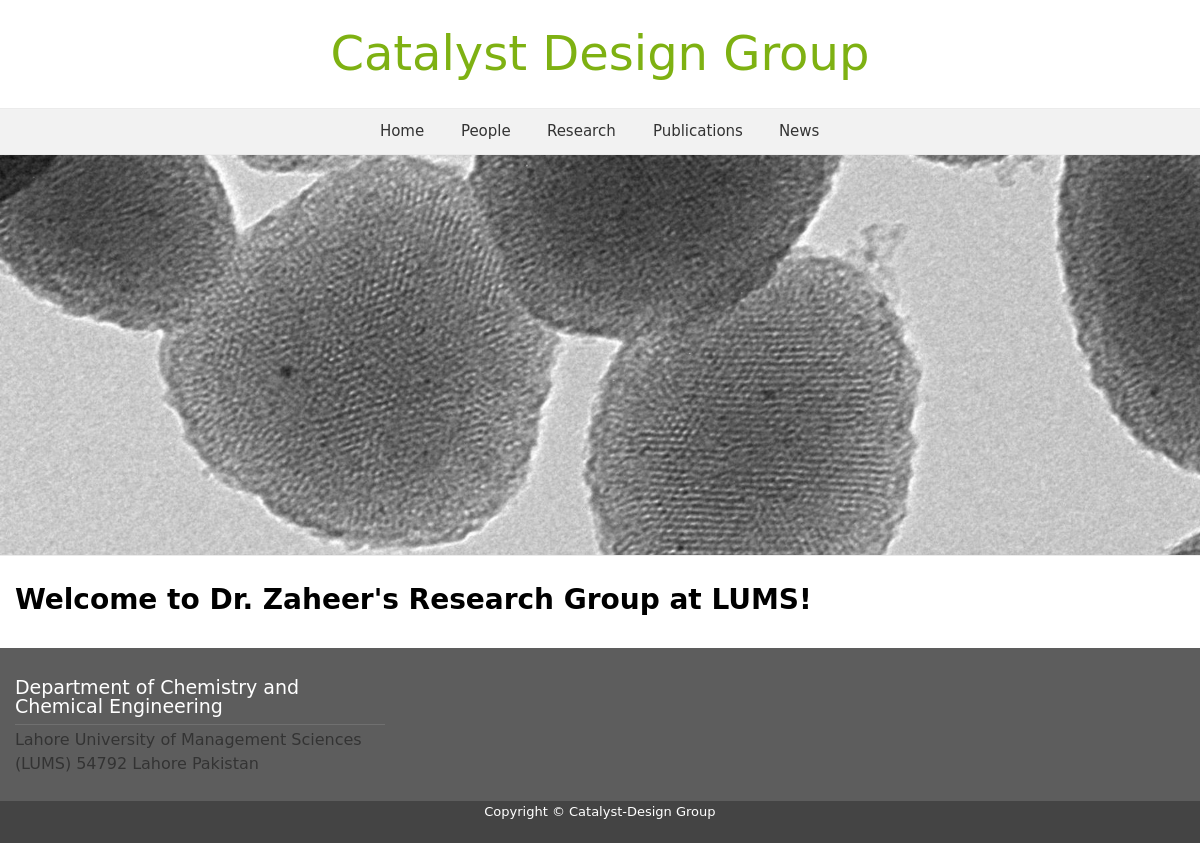 Catalyst Design Group
Home People Research Publications News
Welcome to Dr. Zaheer's Research Group at LUMS!
Department of Chemistry and
Chemical Engineering
Lahore University of Management Sciences
(LUMS) 54792 Lahore Pakistan
Copyright © Catalyst-Design Group